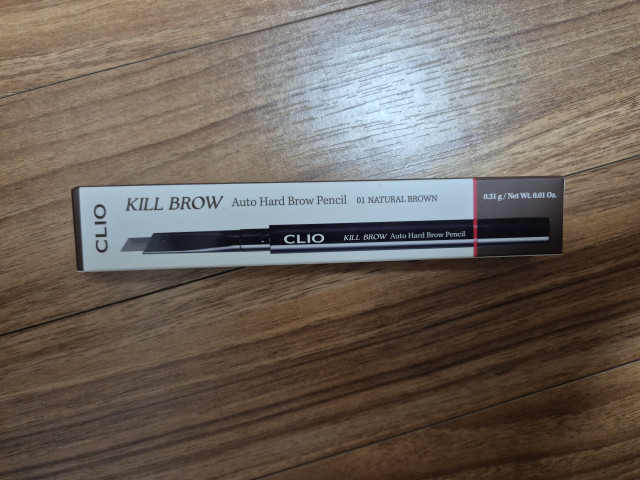 CLIO
KILL BROW Auto Hard Brow Pencil 01 NATURAL BROWN
0.31 g / Net Wt. 0.01 Oz.
CLIO KILL BROW Auto Hard Brow Pencil